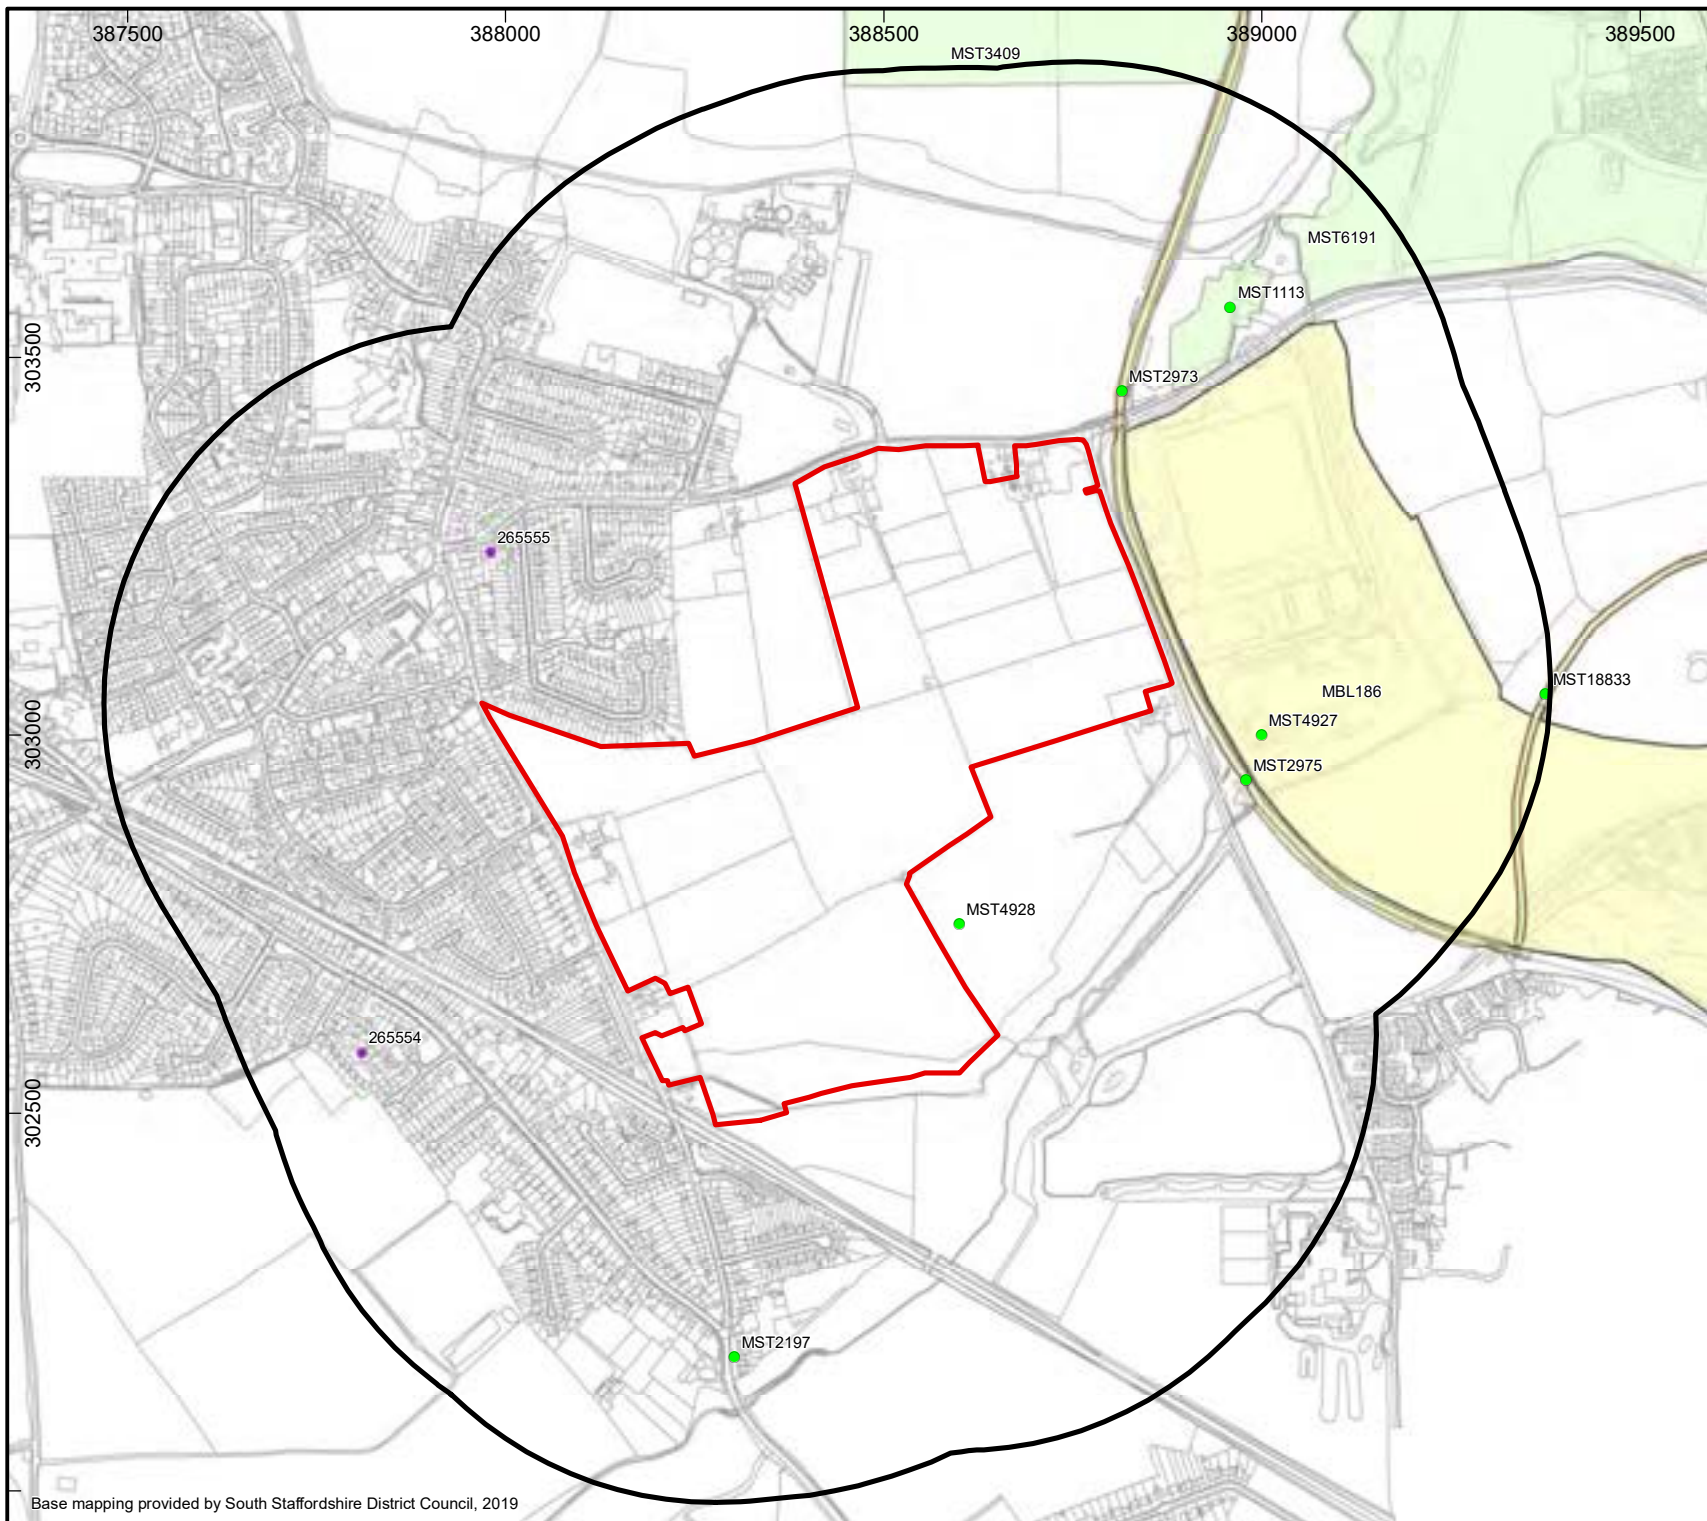 387500 388000 388500 389000 389500
MST3409
MST6191
MST1113
303500
MST2973
265555
MST18833
MBL186
303000
MST4927
MST2975
MST4928
265554
302500
MST2197
Base mapping provided by South Staffordshire District Council, 2019